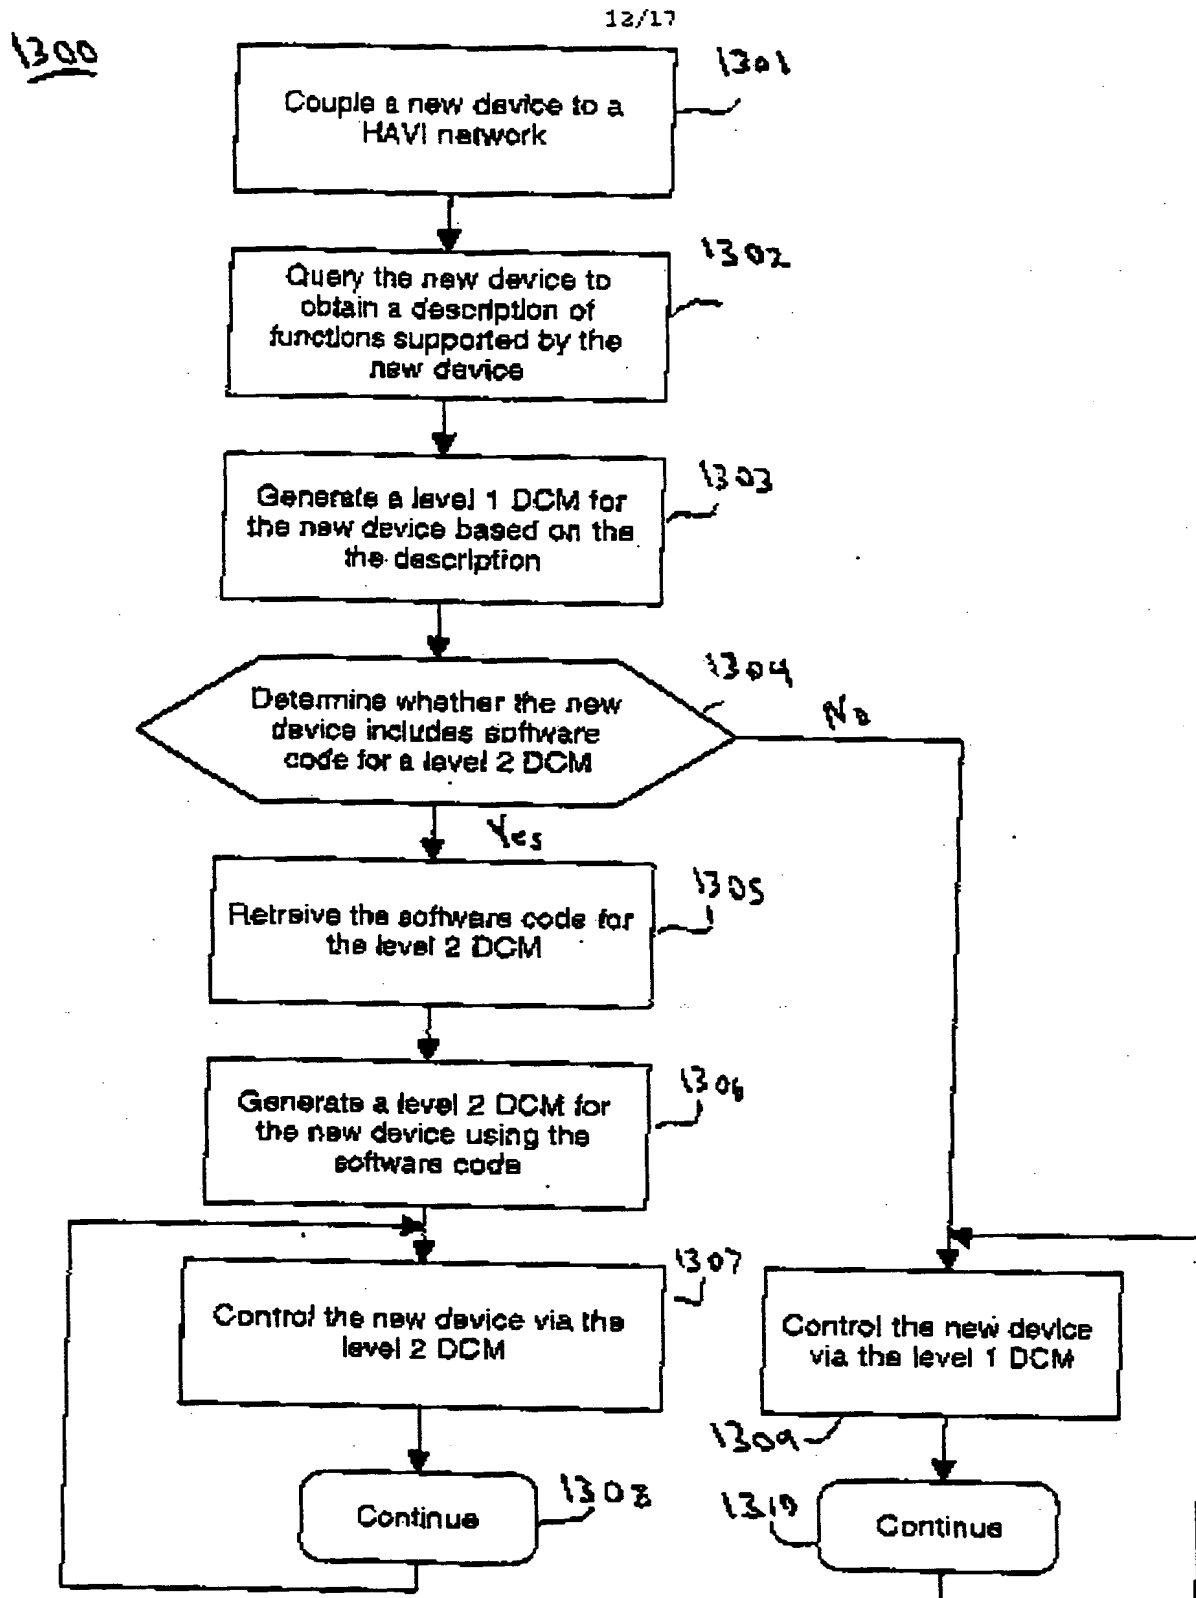 12/17
1300
1301
Couple a new device to a
HAVI network
1302
Query the new device to
obtain a description of
functions supported by the
new device
1303
Generate a level 1 DCM for
the new device based on the
the description
1304
Determine whether the new
device includes software
code for a level 2 DCM
No
Yes
1305
Retreive the software code for
the level 2 DCM
1306
Generate a level 2 DCM for
the new device using the
software code
1307
Control the new device via the
level 2 DCM
Control the new device
via the level 1 DCM
1309
1308
Continue
1310
Continue